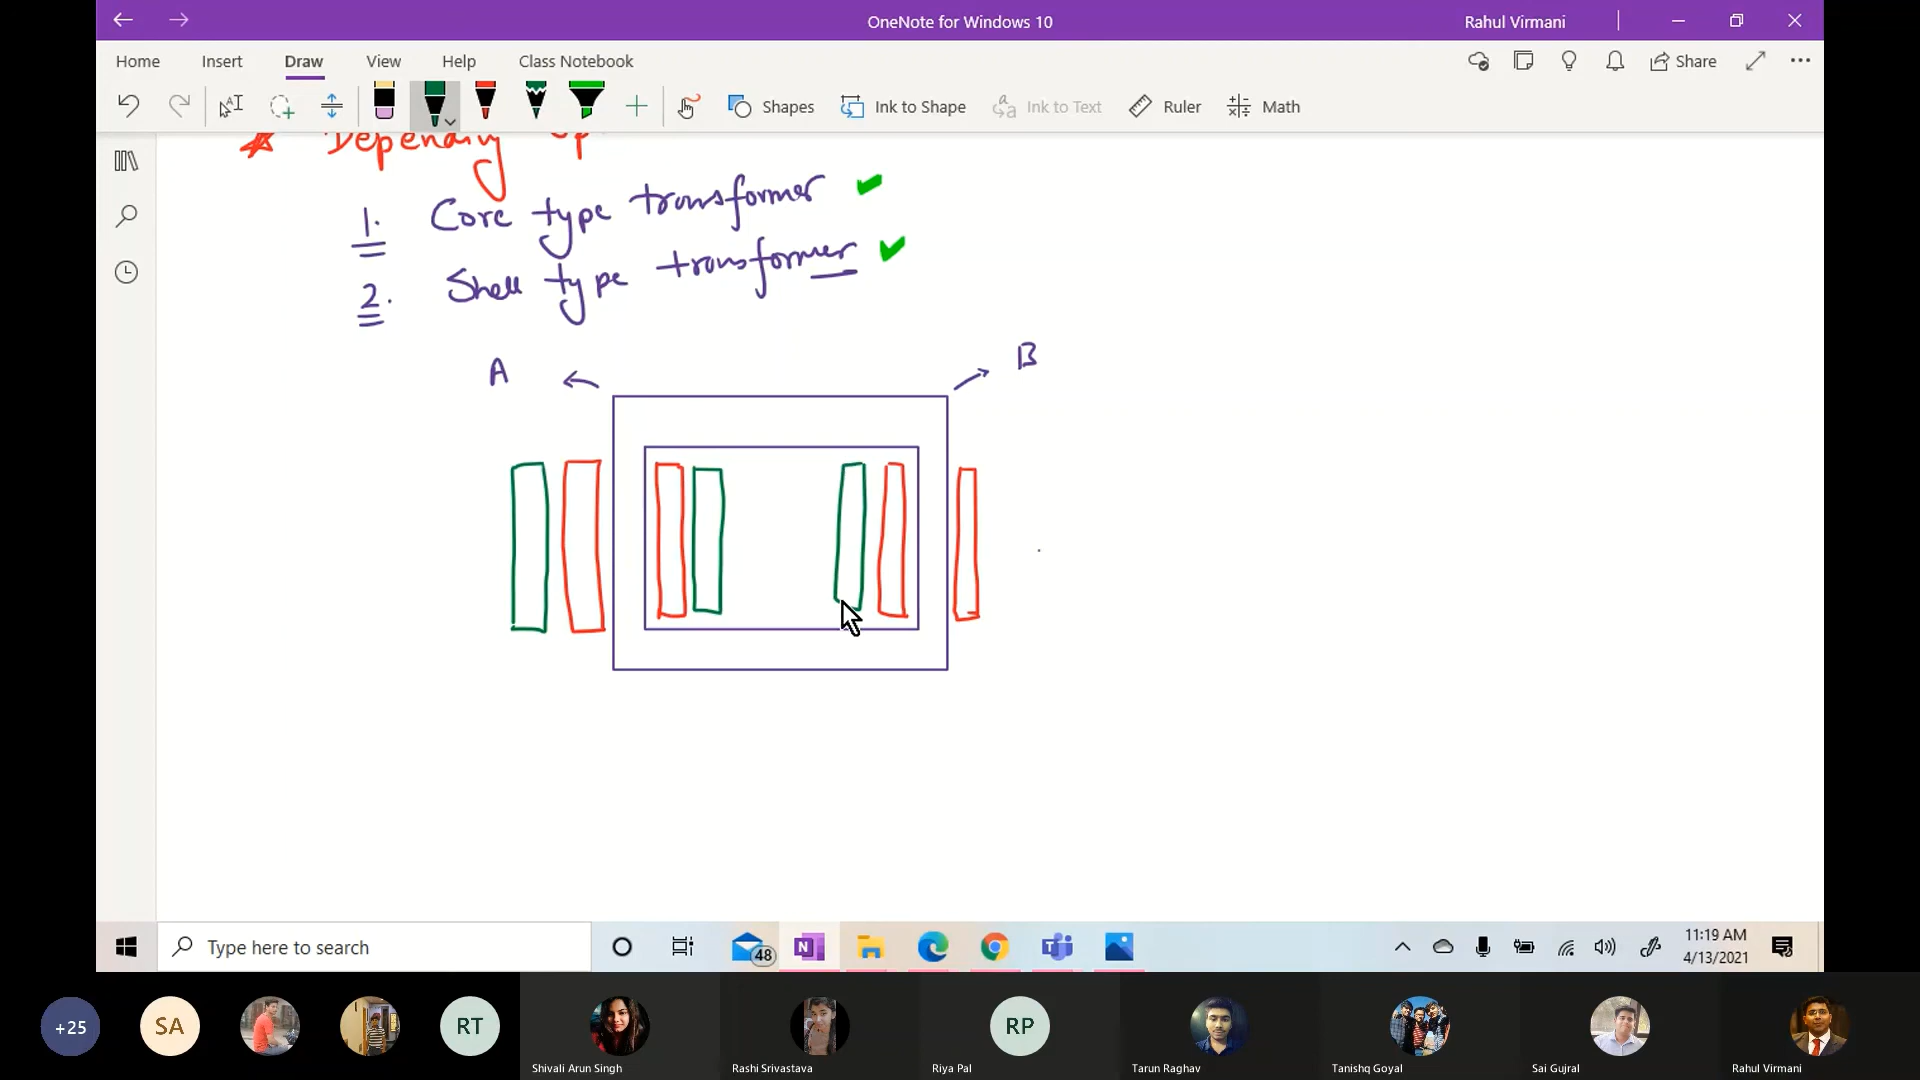 OneNote for Windows 10
Rahul Virmani
Home Insert Draw View Help Class Notebook
Share
Shapes Ink to Shape Ink to Text Ruler Math
Depending
1. Core type transformer
2. Shell type transformer
A
B
Type here to search
48
11:19 AM
4/13/2021
+25
SA
RT
RP
Shivali Arun Singh
Rashi Srivastava
Riya Pal
Tarun Raghav
Tanishq Goyal
Sai Gujral
Rahul Virmani